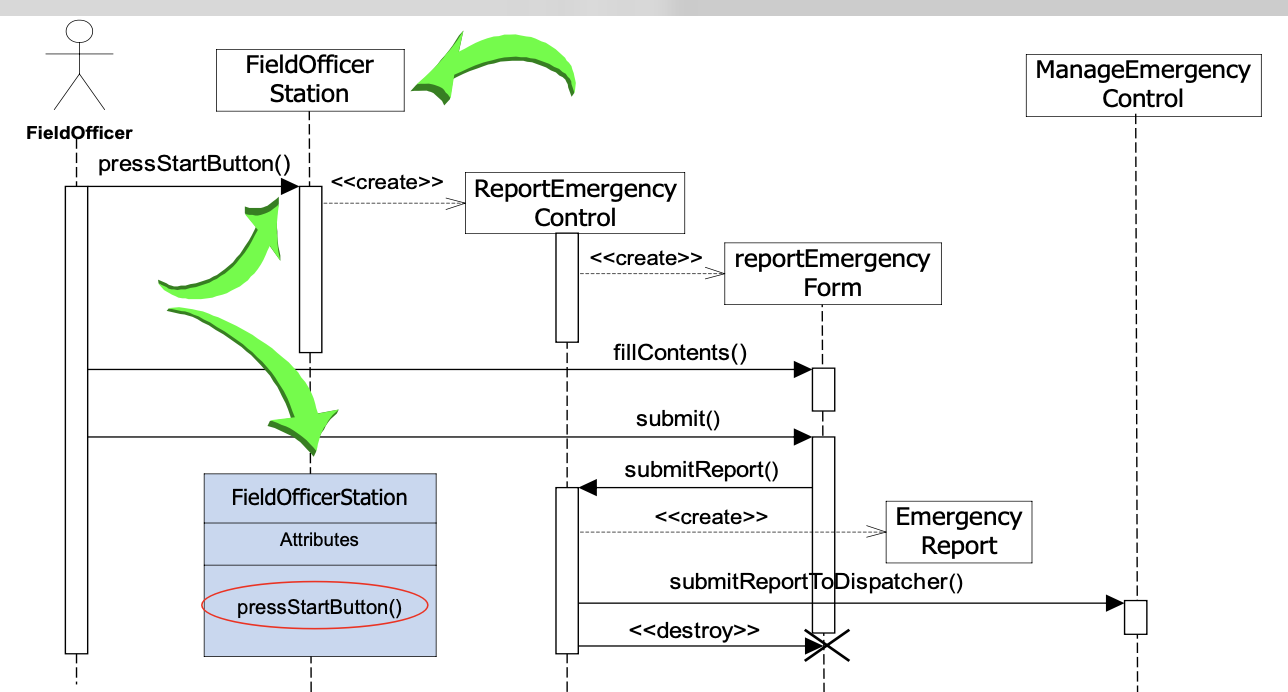 FieldOfficer
Station
ManageEmergency
Control
FieldOfficer
pressStartButton()
<<create>>
ReportEmergency
Control
<<create>>
reportEmergency
Form
fillContents()
submit()
submitReport()
FieldOfficerStation
<<create>>
Emergency
Report
Attributes
submitReportToDispatcher()
pressStartButton()
<<destroy>>